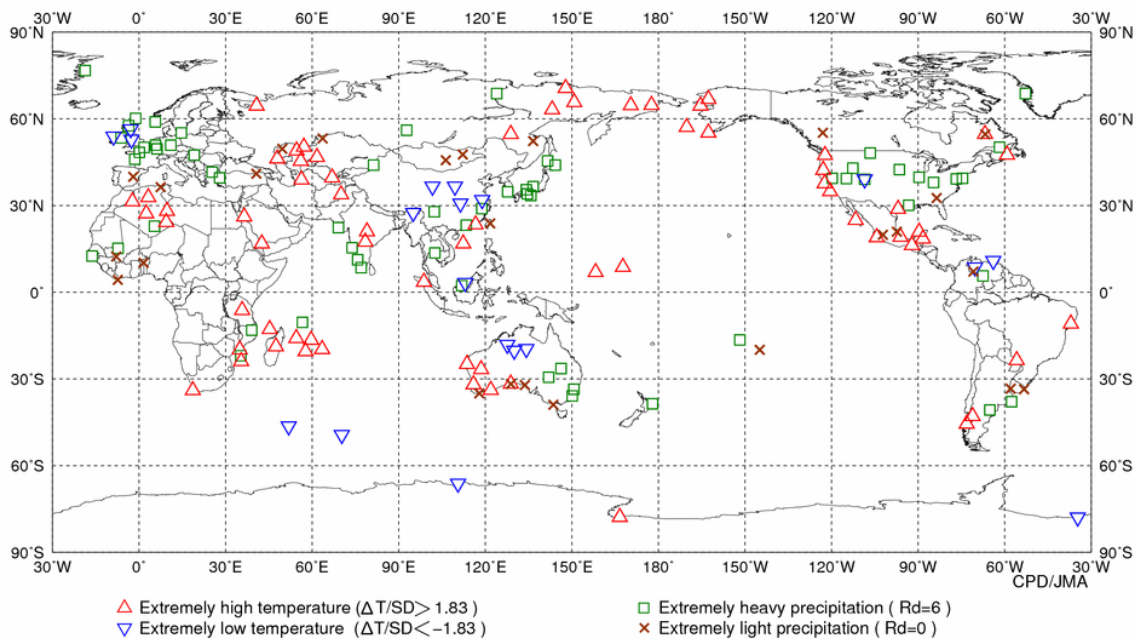 30˚W 0˚ 30˚E 60˚E 90˚E 120˚E 150˚E 180˚ 150˚W 120˚W 90˚W 60˚W 30˚W
90˚N 90˚N
60˚N 60˚N
30˚N 30˚N
0˚ 0˚
30˚S 30˚S
60˚S 60˚S
90˚S 90˚S
30˚W 0˚ 30˚E 60˚E 90˚E 120˚E 150˚E 180˚ 150˚W 120˚W 90˚W 60˚W 30˚W
CPD/JMA
Extremely high temperature (ΔT/SD> 1.83 ) Extremely heavy precipitation ( Rd=6 )
Extremely low temperature (ΔT/SD<−1.83) Extremely light precipitation ( Rd=0 )